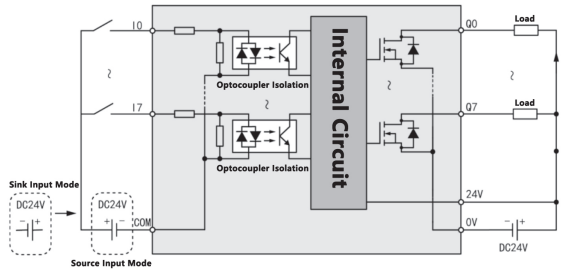 I0
Q0
Load
Optocoupler Isolation
Internal Circuit
I7
Q7
Load
Optocoupler Isolation
Sink Input Mode
DC24V
- +
DC24V
+ -
COM
24V
0V
- +
DC24V
Source Input Mode